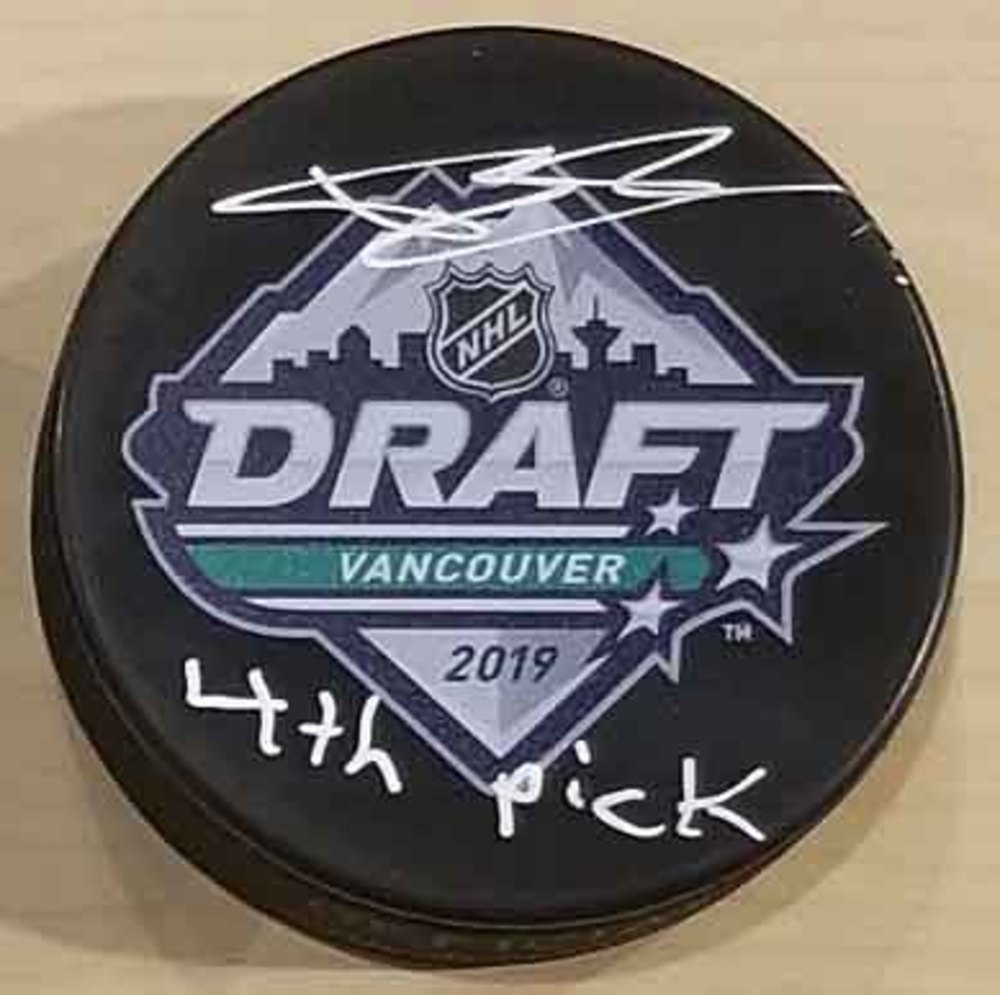 NHL
®
DRAFT
VANCOUVER
TM
2019
4th pick